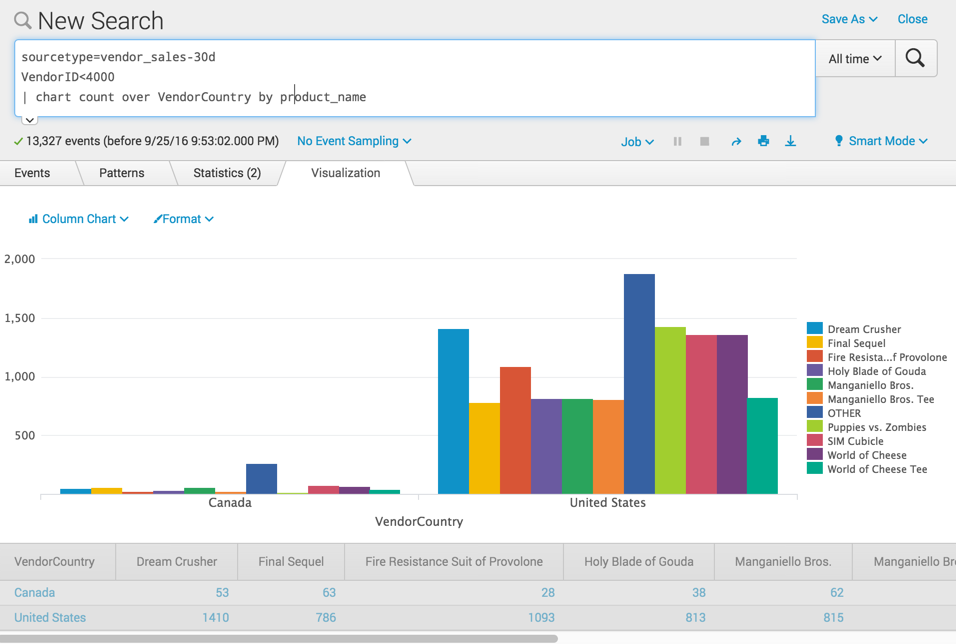 New Search
Save As
Close
sourcetype=vendor_sales-30d
VendorID<4000
| chart count over VendorCountry by product_name
All time
13,327 events (before 9/25/16 9:53:02.000 PM)
No Event Sampling
Job
Smart Mode
Events
Patterns
Statistics (2)
Visualization
Column Chart
Format
2,000
1,500
1,000
500
Canada
United States
VendorCountry
Dream Crusher
Final Sequel
Fire Resista...f Provolone
Holy Blade of Gouda
Manganiello Bros.
Manganiello Bros. Tee
OTHER
Puppies vs. Zombies
SIM Cubicle
World of Cheese
World of Cheese Tee
VendorCountry Dream Crusher Final Sequel Fire Resistance Suit of Provolone Holy Blade of Gouda Manganiello Bros. Manganiello Br
Canada 53 63 28 38 62
United States 1410 786 1093 813 815